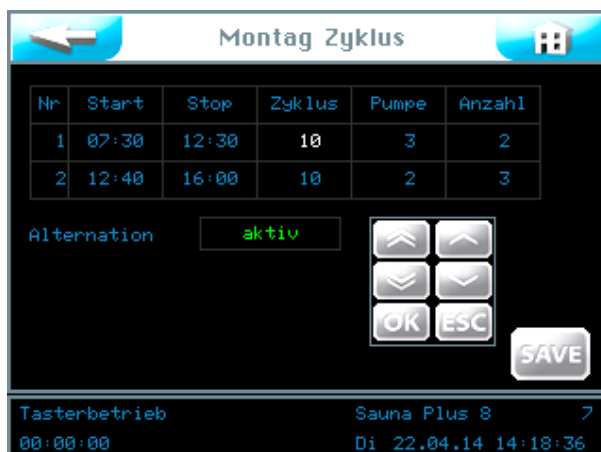 Montag Zyklus
Nr Start Stop Zyklus Pumpe Anzahl
1 07:30 12:30 10 3 2
2 12:40 16:00 10 2 3
Alternation aktiv
OK ESC
SAVE
Tasterbetrieb Sauna Plus 8 7
00:00:00 Di 22.04.14 14:18:36